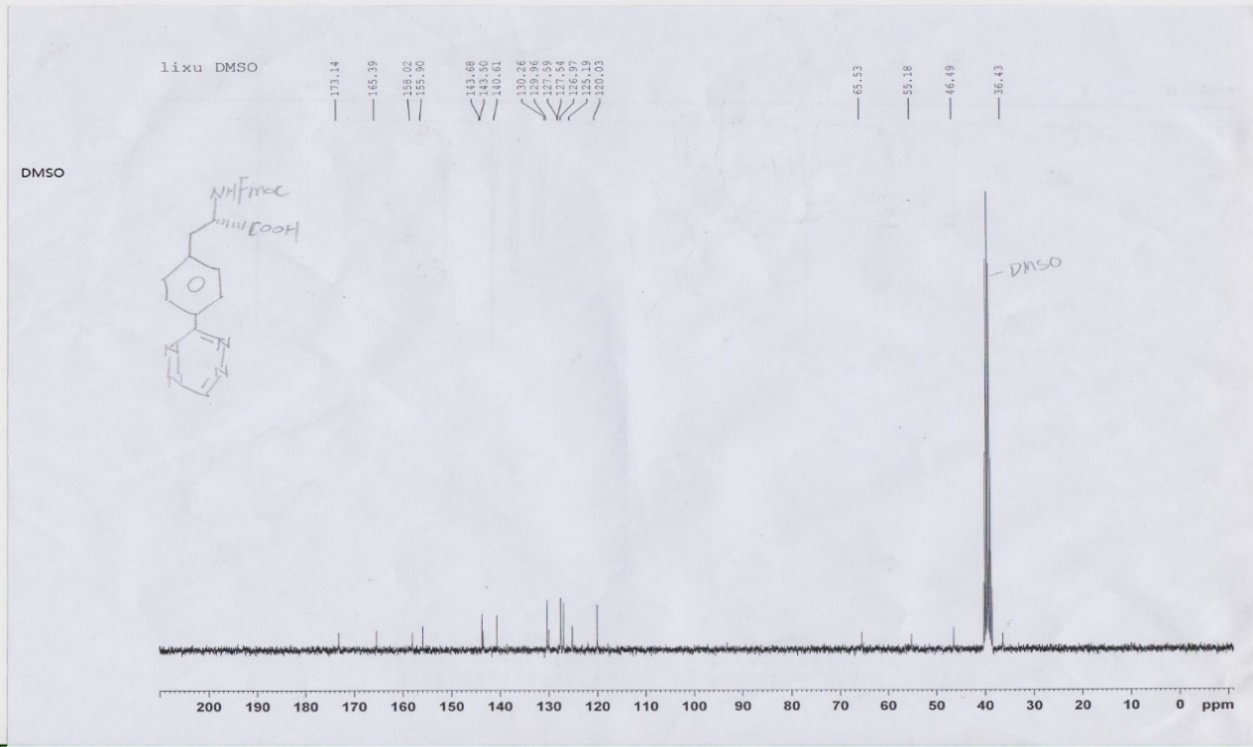 lixu DMSO
173.14
165.39
158.02
155.90
143.68
143.50
140.61
130.26
129.96
127.59
127.54
126.97
125.19
120.03
65.53
55.18
46.49
36.43
DMSO
NHFmoc
COOH
N
N
N
N
DMSO
200 190 180 170 160 150 140 130 120 110 100 90 80 70 60 50 40 30 20 10 0 ppm